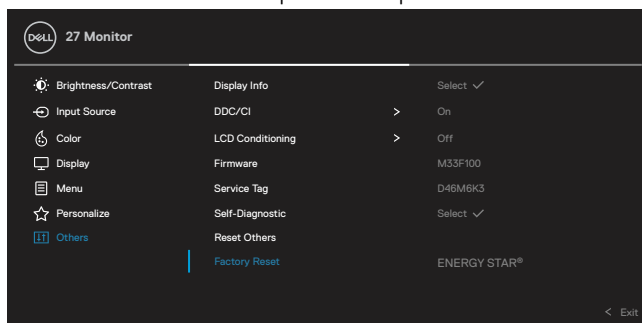 DELL 27 Monitor
Brightness/Contrast Display Info Select ✓
Input Source DDC/CI > On
Color LCD Conditioning > Off
Display Firmware M33F100
Menu Service Tag D46M6K3
Personalize Self-Diagnostic Select ✓
Others Reset Others
Factory Reset ENERGY STAR®
< Exit